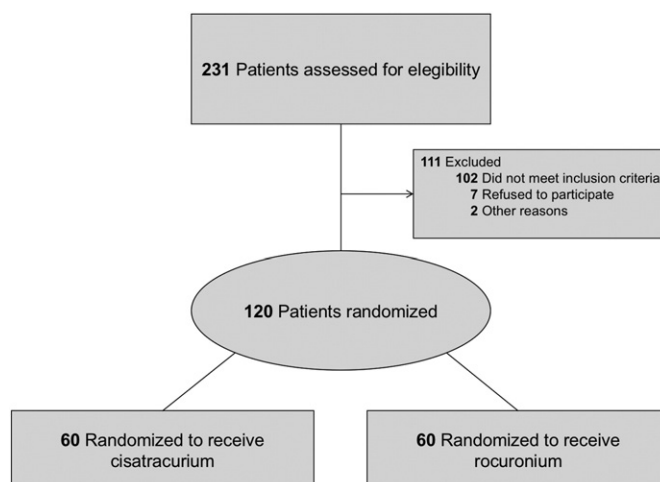 231 Patients assessed for elegibility
111 Excluded
102 Did not meet inclusion criteria
7 Refused to participate
2 Other reasons
120 Patients randomized
60 Randomized to receive
cisatracurium
60 Randomized to receive
rocuronium